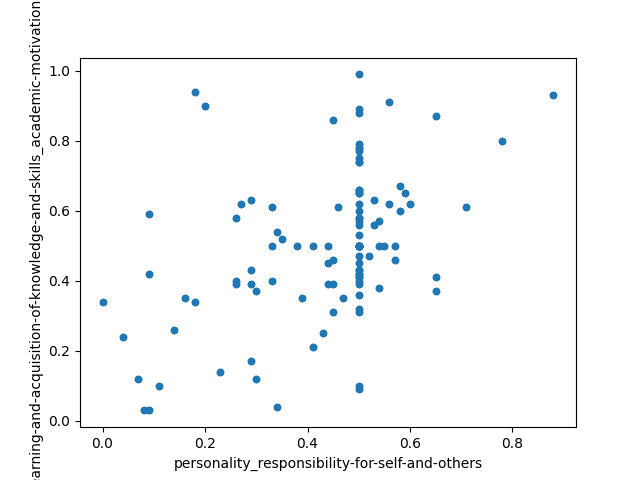 earning-and-acquisition-of-knowledge-and-skills_academic-motivation
1.0
0.8
0.6
0.4
0.2
0.0
0.0 0.2 0.4 0.6 0.8
personality_responsibility-for-self-and-others